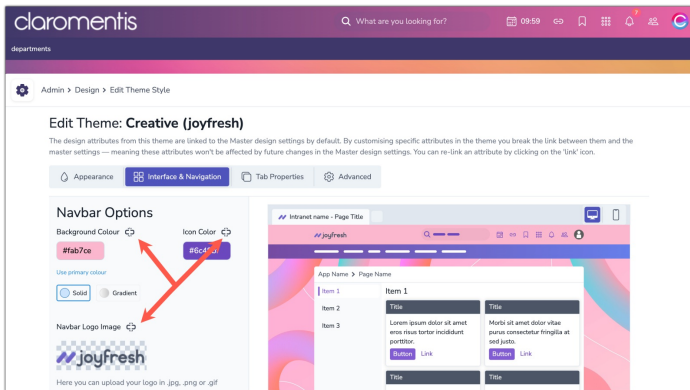 claromentis
What are you looking for?
09:59
7
departments
Admin > Design > Edit Theme Style
Edit Theme: Creative (joyfresh)
The design attributes from this theme are linked to the Master design settings by default. By customising specific attributes in the theme you break the link between them and the
master settings — meaning these attributes won't be affected by future changes in the Master design settings. You can re-link an attribute by clicking on the 'link' icon.
Appearance
Interface & Navigation
Tab Properties
Advanced
Navbar Options
Background Colour
Icon Color
#fab7ce
Use primary colour
Solid
Gradient
Navbar Logo Image
joyfresh
Here you can upload your logo in .jpg, .png or .gif
Intranet name - Page Title
joyfresh
App Name > Page Name
Item 1
Item 2
Item 3
Item 1
Title
Lorem ipsum dolor sit amet
eros risus tortor incididunt
porttitor.
Button Link
Title
Morbi sit amet dolor vitae
purus consectetur fringilla at
sed justo.
Button Link
Title
Title